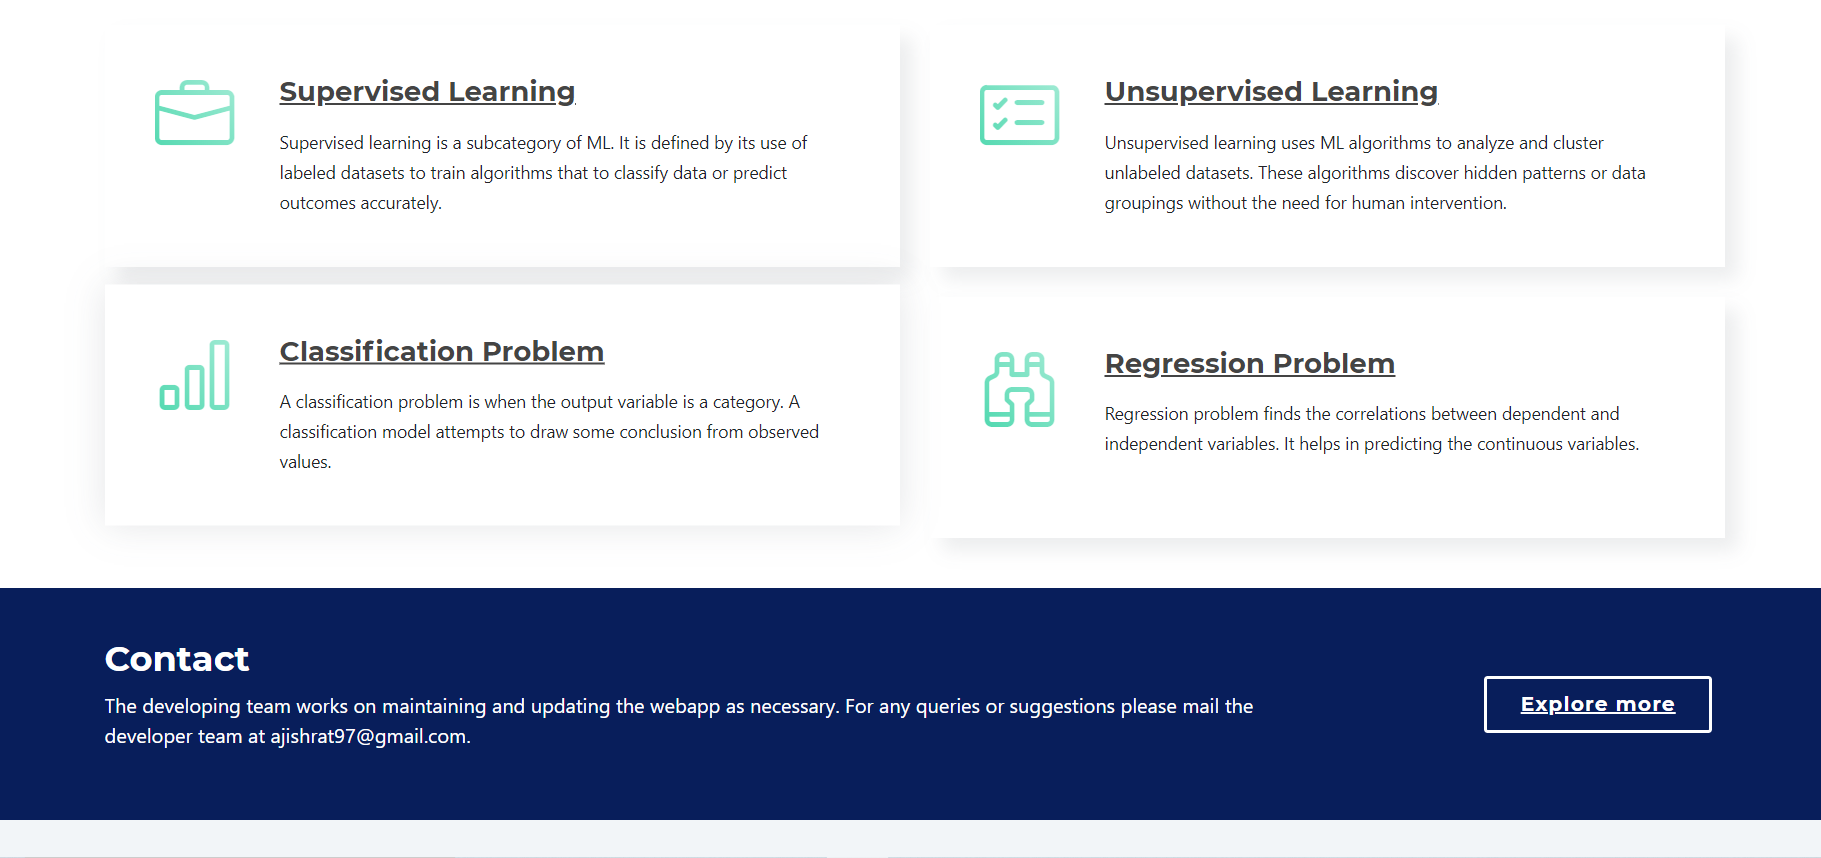 Supervised Learning
Supervised learning is a subcategory of ML. It is defined by its use of
labeled datasets to train algorithms that to classify data or predict
outcomes accurately.
Unsupervised Learning
Unsupervised learning uses ML algorithms to analyze and cluster
unlabeled datasets. These algorithms discover hidden patterns or data
groupings without the need for human intervention.
Classification Problem
A classification problem is when the output variable is a category. A
classification model attempts to draw some conclusion from observed
values.
Regression Problem
Regression problem finds the correlations between dependent and
independent variables. It helps in predicting the continuous variables.
Contact
The developing team works on maintaining and updating the webapp as necessary. For any queries or suggestions please mail the
developer team at ajishrat97@gmail.com.
Explore more